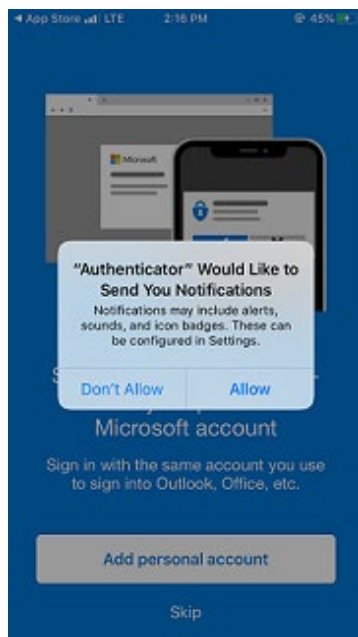 App Store LTE 2:16 PM 45%
Microsoft
"Authenticator" Would Like to
Send You Notifications
Notifications may include alerts,
sounds, and icon badges. These can
be configured in Settings.
Don't Allow Allow
Microsoft account
Sign in with the same account you use
to sign into Outlook, Office, etc.
Add personal account
Skip